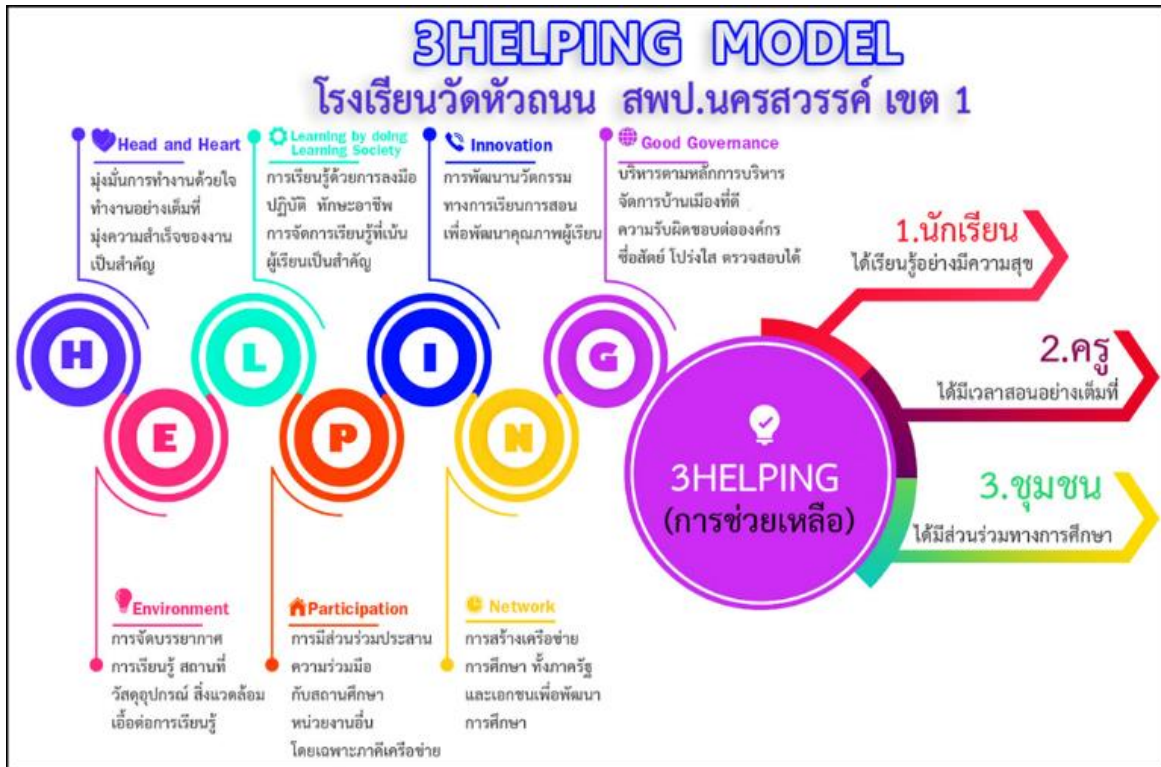 3HELPING MODEL
โรงเรียนวัดหัวถนน สพป.นครสวรรค์ เขต 1
Head and Heart
มุ่งมั่นการทำงานด้วยใจ
ทำงานอย่างเต็มที่
มุ่งความสำเร็จของงาน
เป็นสำคัญ
Learning by doing
Learning Society
การเรียนรู้ด้วยการลงมือ
ปฏิบัติ ทักษะอาชีพ
การจัดการเรียนรู้ที่เน้น
ผู้เรียนเป็นสำคัญ
Innovation
การพัฒนานวัตกรรม
ทางการเรียนการสอน
เพื่อพัฒนาคุณภาพผู้เรียน
Good Governance
บริหารตามหลักการบริหาร
จัดการบ้านเมืองที่ดี
ความรับผิดชอบต่อองค์กร
ซื่อสัตย์ โปร่งใส ตรวจสอบได้
H
E
L
P
I
N
G
3HELPING
(การช่วยเหลือ)
1.นักเรียน
ได้เรียนรู้อย่างมีความสุข
2.ครู
ได้มีเวลาสอนอย่างเต็มที่
3.ชุมชน
ได้มีส่วนร่วมทางการศึกษา
Environment
การจัดบรรยากาศ
การเรียนรู้ สถานที่
วัสดุอุปกรณ์ สิ่งแวดล้อม
เอื้อต่อการเรียนรู้
Participation
การมีส่วนร่วมประสาน
ความร่วมมือ
กับสถานศึกษา
หน่วยงานอื่น
โดยเฉพาะภาคีเครือข่าย
Network
การสร้างเครือข่าย
การศึกษา ทั้งภาครัฐ
และเอกชนเพื่อพัฒนา
การศึกษา